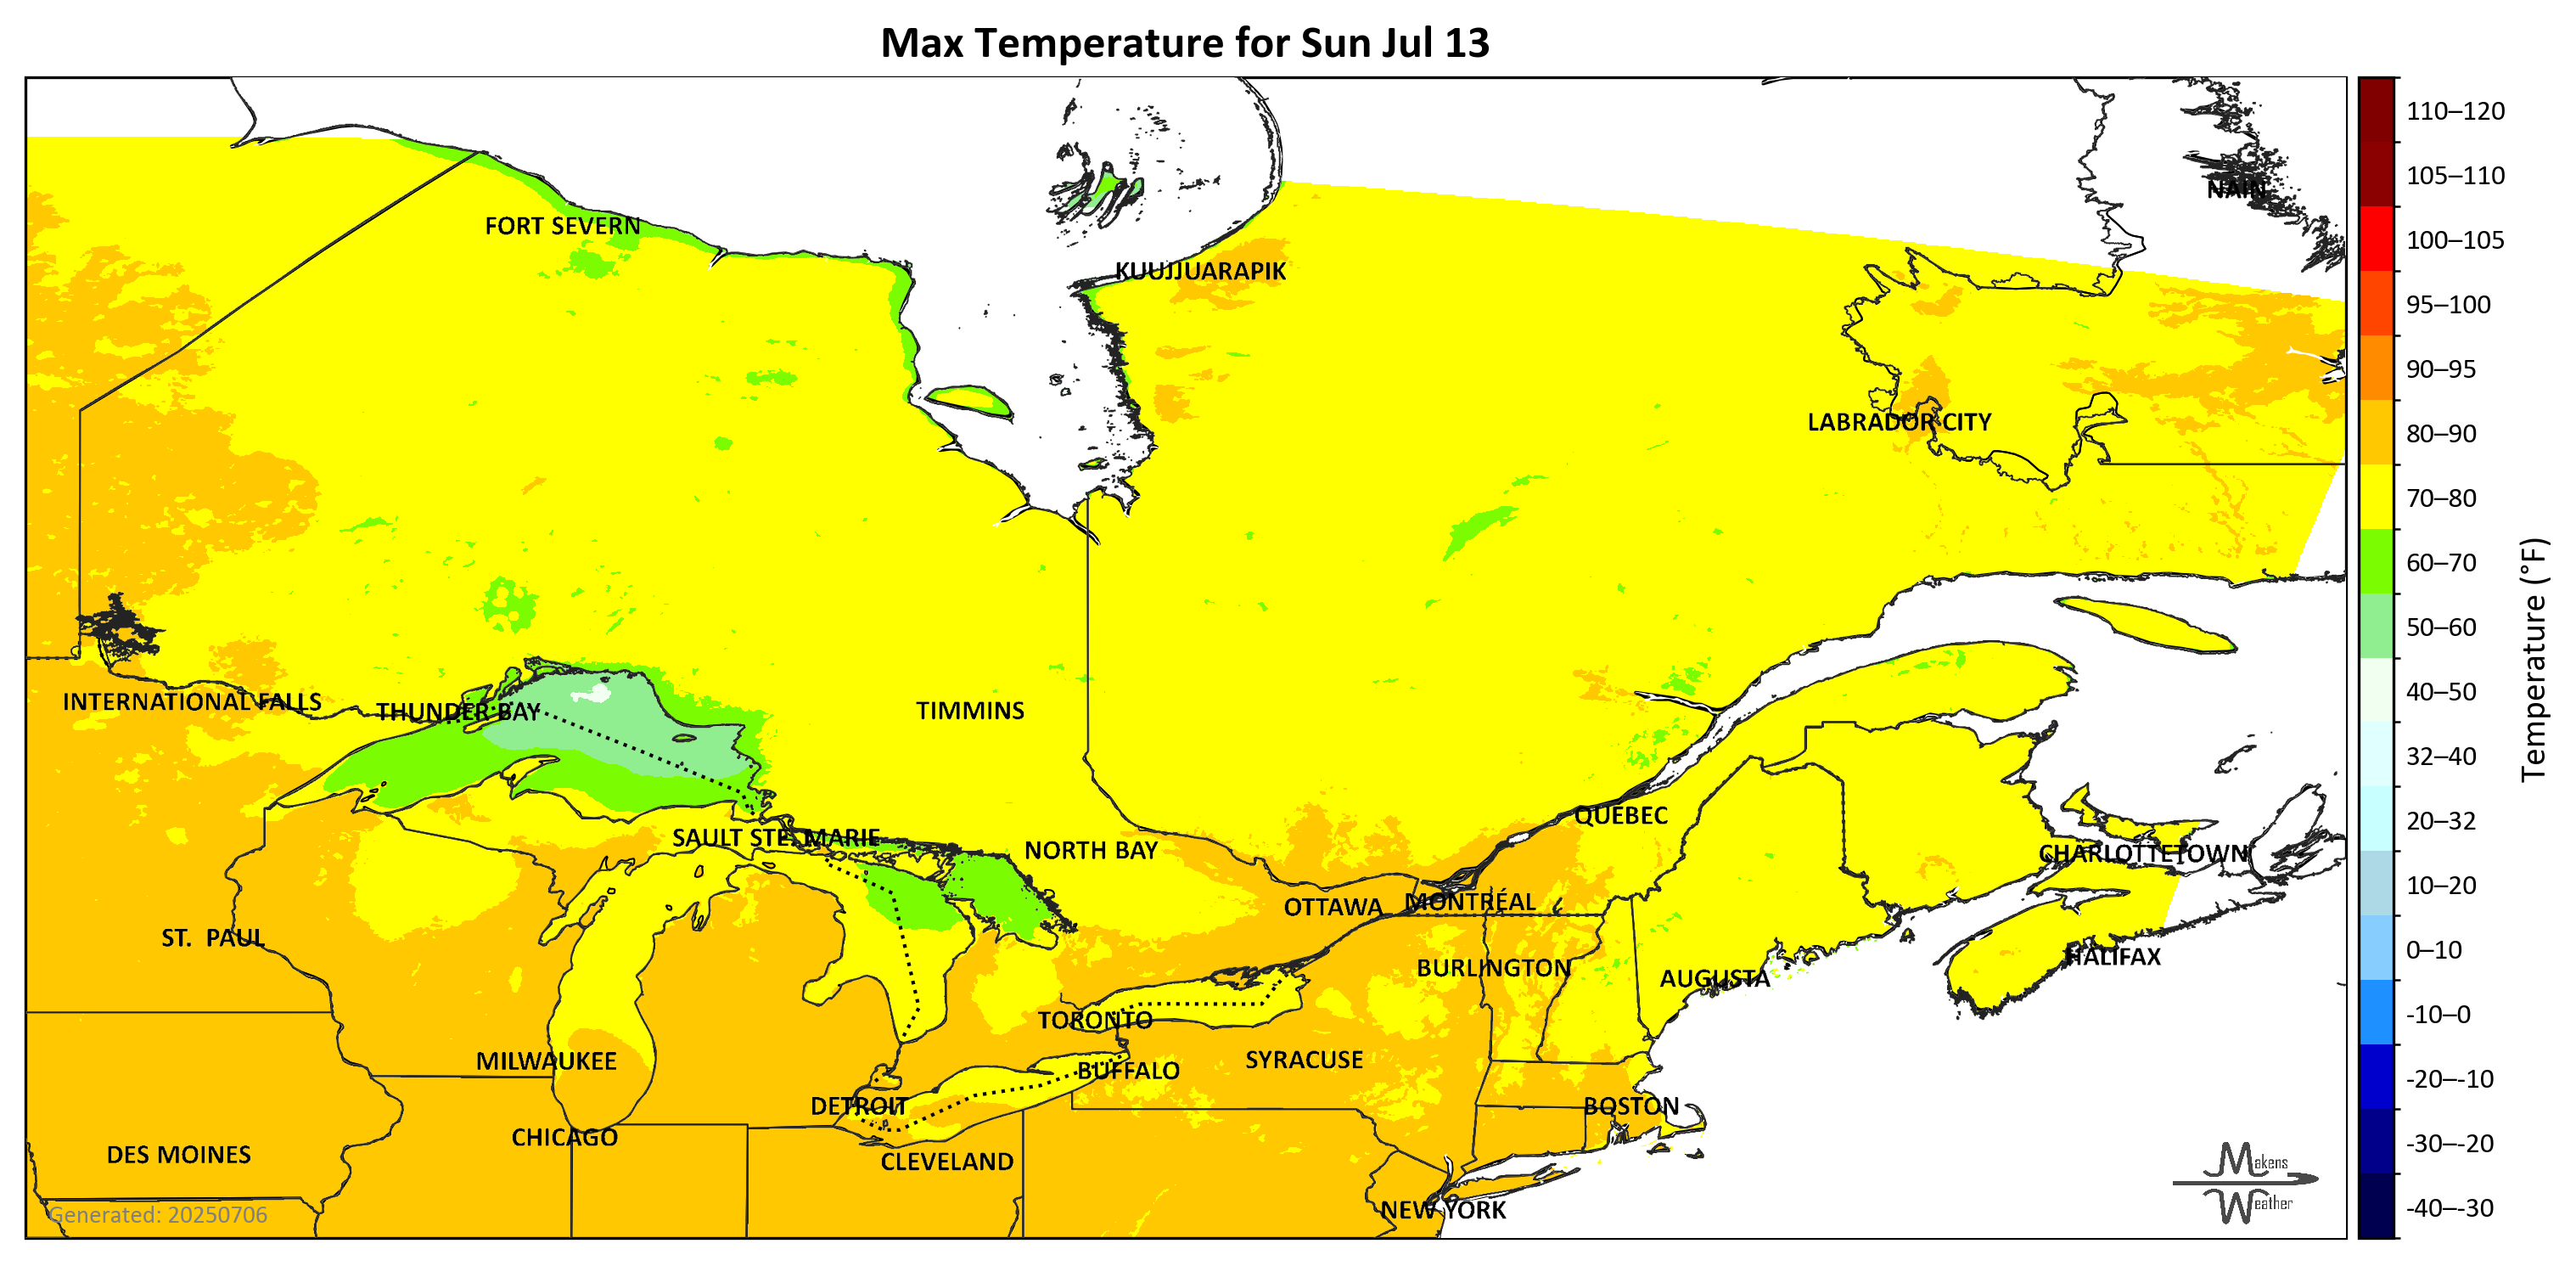 Max Temperature for Sun Jul 13
NAIN
FORT SEVERN
KUUJJUARAPIK
LABRADOR CITY
INTERNATIONAL FALLS
THUNDER BAY
TIMMINS
QUEBEC
SAULT STE. MARIE
NORTH BAY
CHARLOTTETOWN
OTTAWA
MONTRÉAL
ST. PAUL
HALIFAX
BURLINGTON
AUGUSTA
TORONTO
MILWAUKEE
SYRACUSE
BUFFALO
DETROIT
BOSTON
CHICAGO
DES MOINES
CLEVELAND
NEW YORK
Generated: 20250706
Makens
Weather
110–120
105–110
100–105
95–100
90–95
80–90
70–80
60–70
50–60
40–50
32–40
20–32
10–20
0–10
-10–0
-20–-10
-30–-20
-40–-30
Temperature (°F)